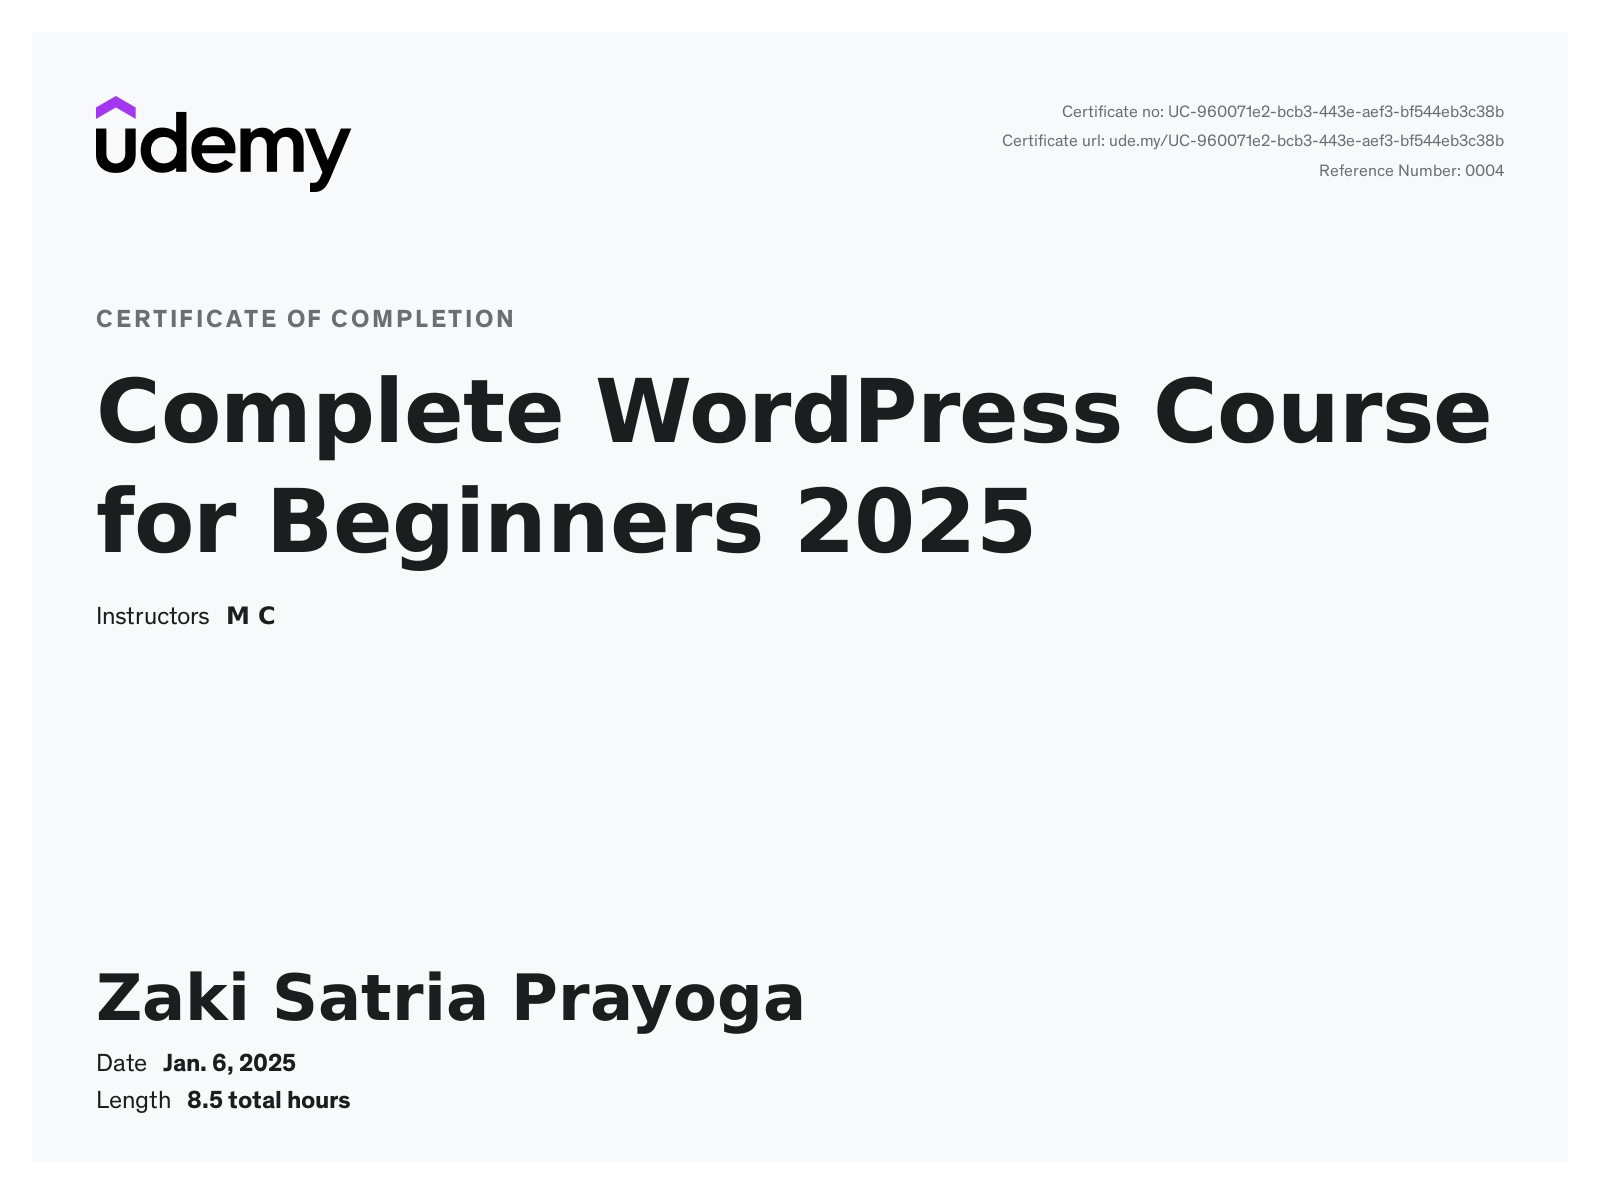 udemy
Certificate no: UC-960071e2-bcb3-443e-aef3-bf544eb3c38b
Certificate url: ude.my/UC-960071e2-bcb3-443e-aef3-bf544eb3c38b
Reference Number: 0004
CERTIFICATE OF COMPLETION
Complete WordPress Course
for Beginners 2025
Instructors M C
Zaki Satria Prayoga
Date Jan. 6, 2025
Length 8.5 total hours